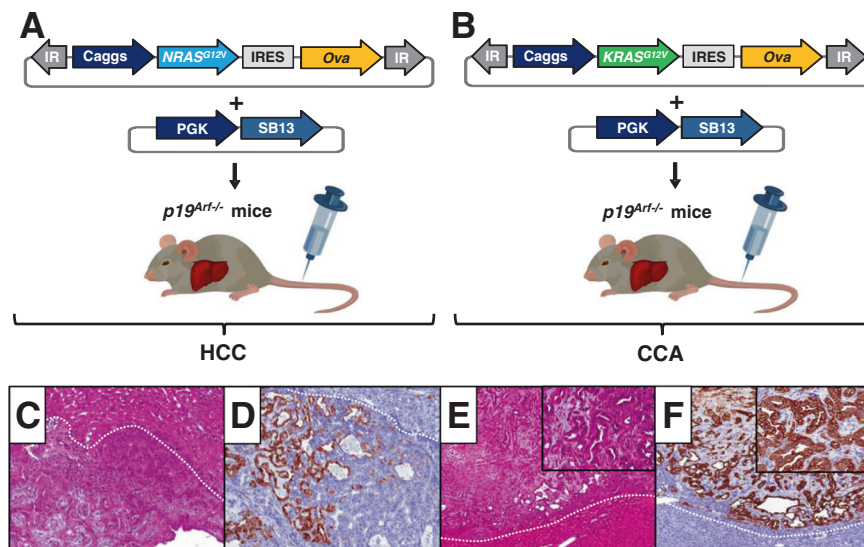 A
IR Caggs NRASG12V IRES Ova IR
+
PGK SB13
p19Arf-/- mice
HCC
B
IR Caggs KRASG12V IRES Ova IR
+
PGK SB13
p19Arf-/- mice
CCA
C
D
E
F